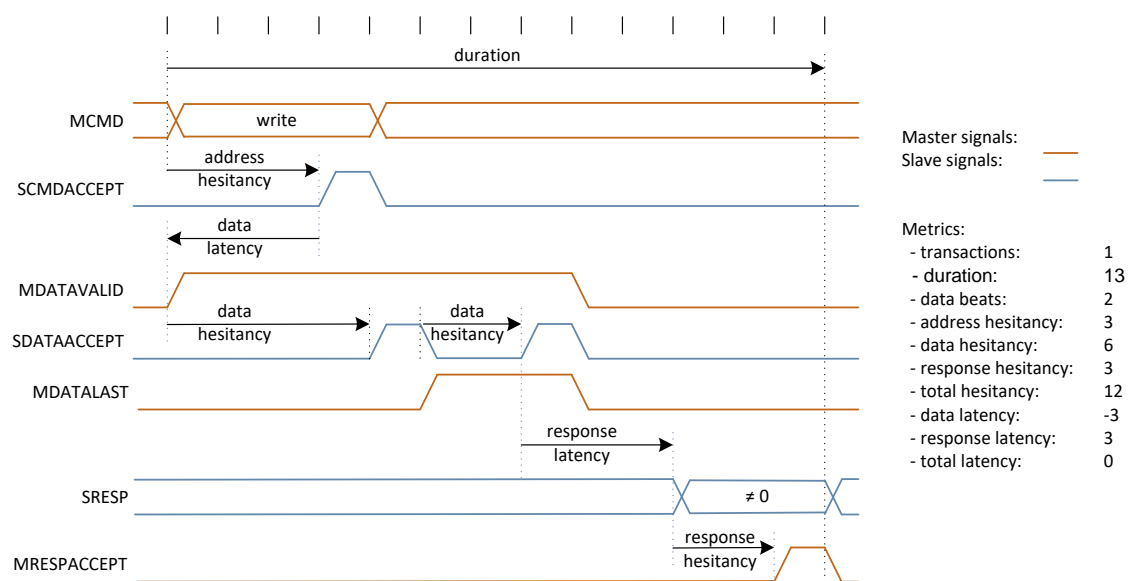 duration
MCMD
write
Master signals:
Slave signals:
address
hesitancy
SCMDACCEPT
data
latency
Metrics:
- transactions: 1
- duration: 13
- data beats: 2
- address hesitancy: 3
- data hesitancy: 6
- response hesitancy: 3
- total hesitancy: 12
- data latency: -3
- response latency: 3
- total latency: 0
MDATAVALID
data
hesitancy
data
hesitancy
SDATAACCEPT
MDATALAST
response
latency
SRESP
≠ 0
response
hesitancy
MRESPACCEPT